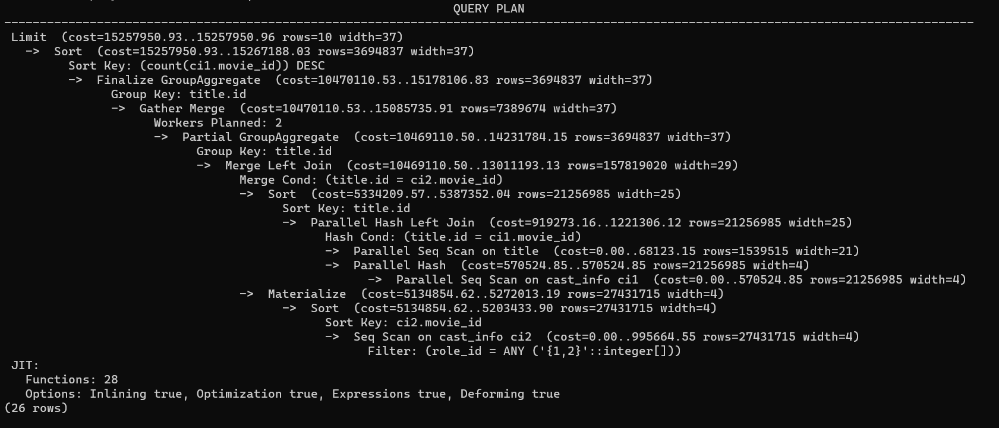 QUERY PLAN
----------------------------------------------------------------------------------------------------------------------------------------
Limit  (cost=15257950.93..15257950.96 rows=10 width=37)
  ->  Sort  (cost=15257950.93..15267188.03 rows=3694837 width=37)
        Sort Key: (count(ci1.movie_id)) DESC
        ->  Finalize GroupAggregate  (cost=10470110.53..15178106.83 rows=3694837 width=37)
              Group Key: title.id
              ->  Gather Merge  (cost=10470110.53..15085735.91 rows=7389674 width=37)
                    Workers Planned: 2
                    ->  Partial GroupAggregate  (cost=10469110.50..14231784.15 rows=3694837 width=37)
                          Group Key: title.id
                          ->  Merge Left Join  (cost=10469110.50..13011193.13 rows=157819020 width=29)
                                Merge Cond: (title.id = ci2.movie_id)
                                ->  Sort  (cost=5334209.57..5387352.04 rows=21256985 width=25)
                                      Sort Key: title.id
                                      ->  Parallel Hash Left Join  (cost=919273.16..1221306.12 rows=21256985 width=25)
                                            Hash Cond: (title.id = ci1.movie_id)
                                            ->  Parallel Seq Scan on title  (cost=0.00..68123.15 rows=1539515 width=21)
                                            ->  Parallel Hash  (cost=570524.85..570524.85 rows=21256985 width=4)
                                                  ->  Parallel Seq Scan on cast_info ci1  (cost=0.00..570524.85 rows=21256985 width=4)
                                ->  Materialize  (cost=5134854.62..5272013.19 rows=27431715 width=4)
                                      ->  Sort  (cost=5134854.62..5203433.90 rows=27431715 width=4)
                                            Sort Key: ci2.movie_id
                                            ->  Seq Scan on cast_info ci2  (cost=0.00..995664.55 rows=27431715 width=4)
                                                  Filter: (role_id = ANY ('{1,2}'::integer[]))
JIT:
  Functions: 28
  Options: Inlining true, Optimization true, Expressions true, Deforming true
(26 rows)